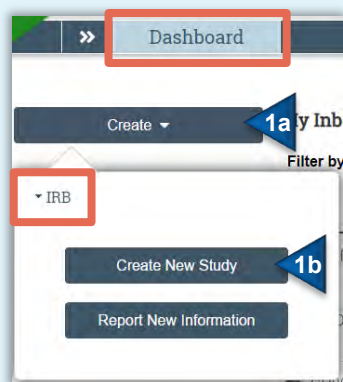 » Dashboard
Create 1a y Inb
Filter by
IRB
Create New Study 1b
Report New Information